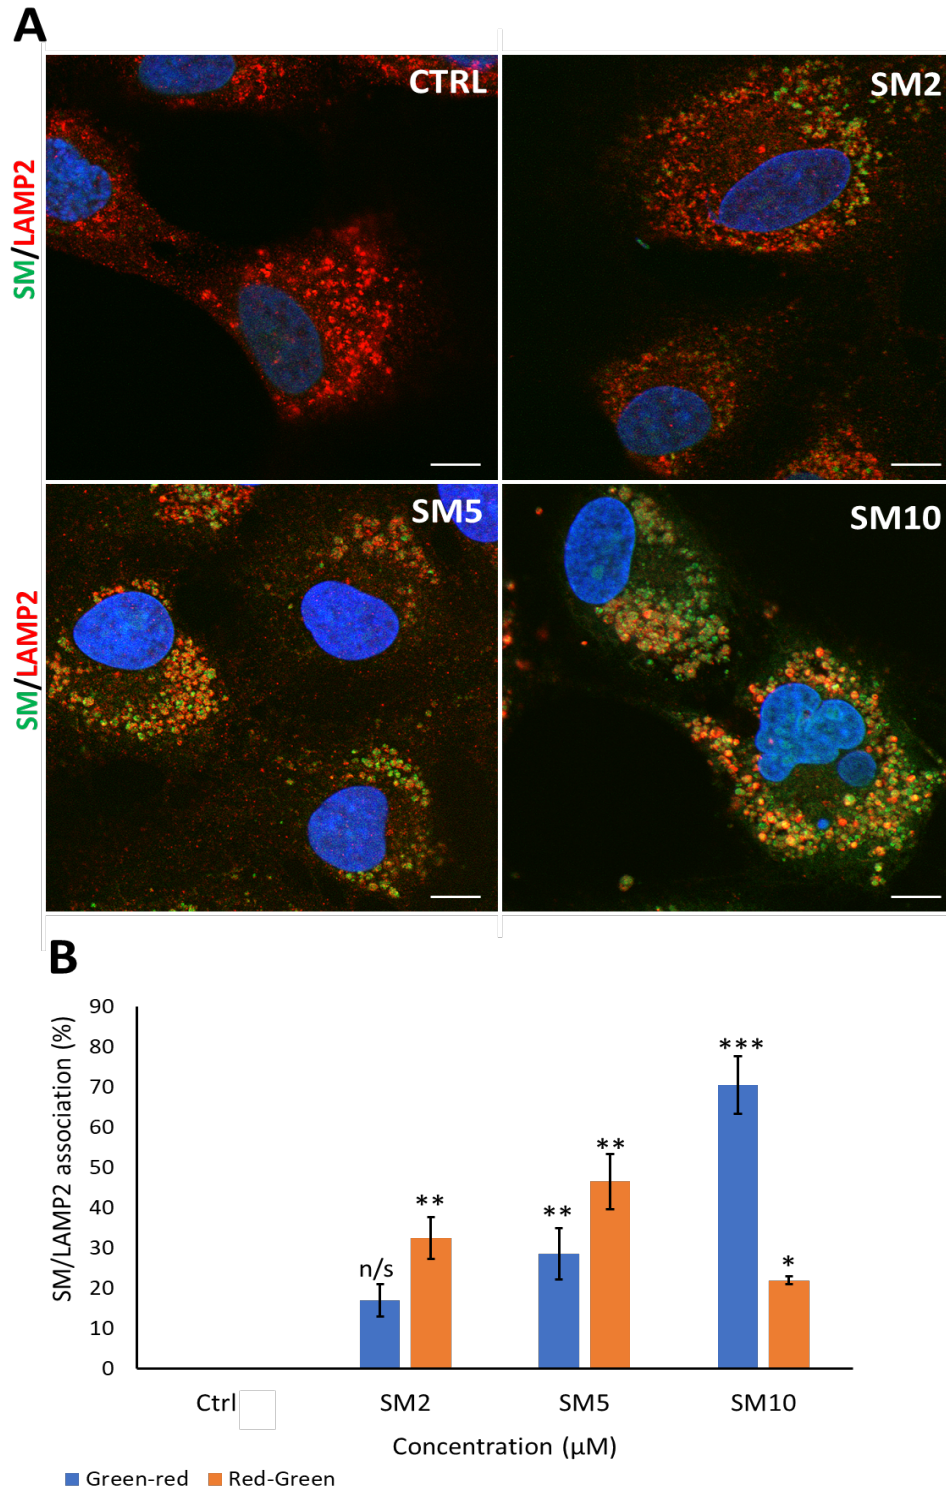 A
CTRL
SM2
SM/LAMP2
SM5
SM10
SM/LAMP2
B
SM/LAMP2 association (%)
90
80
70
60
50
40
30
20
10
0
n/s
**
**
**
***
*
Ctrl
SM2
SM5
SM10
Concentration (μM)
Green-red
Red-Green